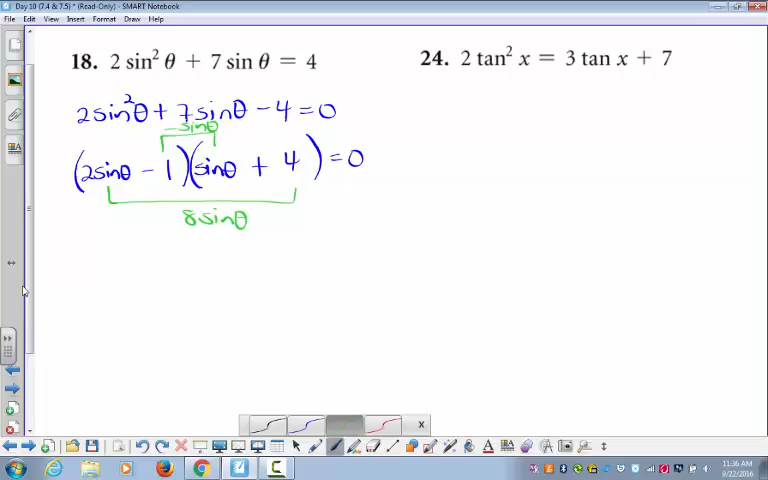 Day 10 (7.4 & 7.5) * (Read-Only) - SMART Notebook
File Edit View Insert Format Draw Help
18. 2 sin² θ + 7 sin θ = 4
24. 2 tan² x = 3 tan x + 7
2sin²θ + 7sinθ - 4 = 0
-sinθ
(2sinθ - 1)(sinθ + 4) = 0
8sinθ
x
A
11:36 AM
9/22/2016